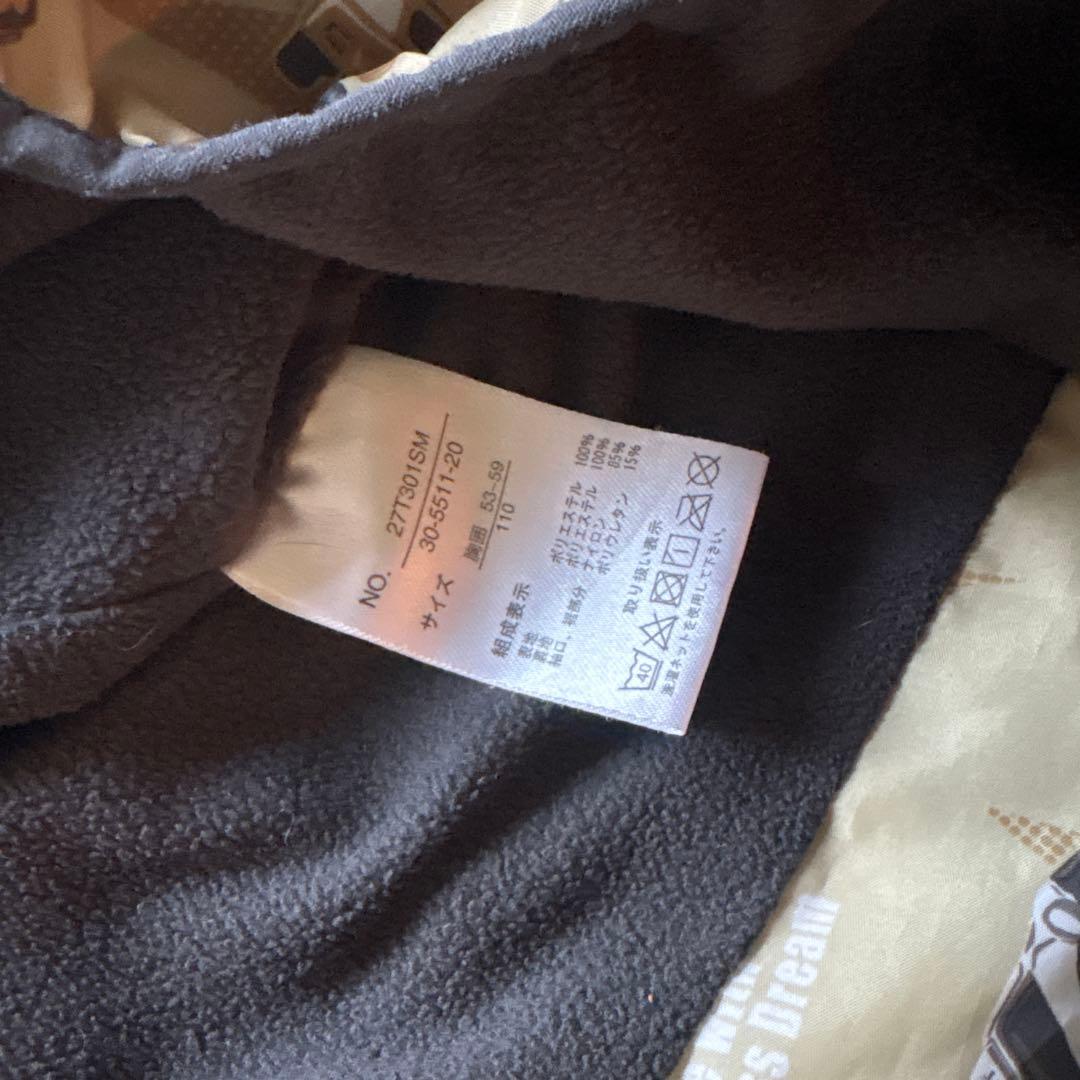 NO. 27T301SM
30-5511-20
サイズ 胸囲 53-59
110
組成表示
表地 ポリエステル 100%
裏地 ポリエステル 100%
袖口、裾部分 ナイロン 85%
ポリウレタン 15%
取り扱い表示
40
洗濯ネットを使用して下さい。
Dream